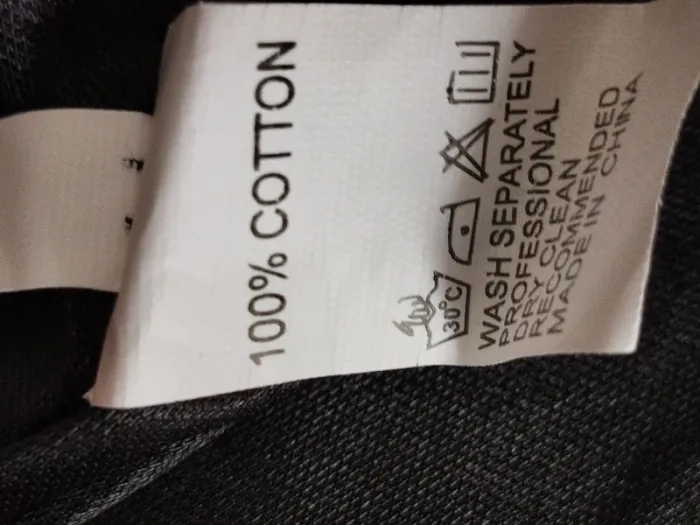 100% COTTON
30°C
WASH SEPARATELY
PROFESSIONAL
DRY CLEAN
RECOMMENDED
MADE IN CHINA